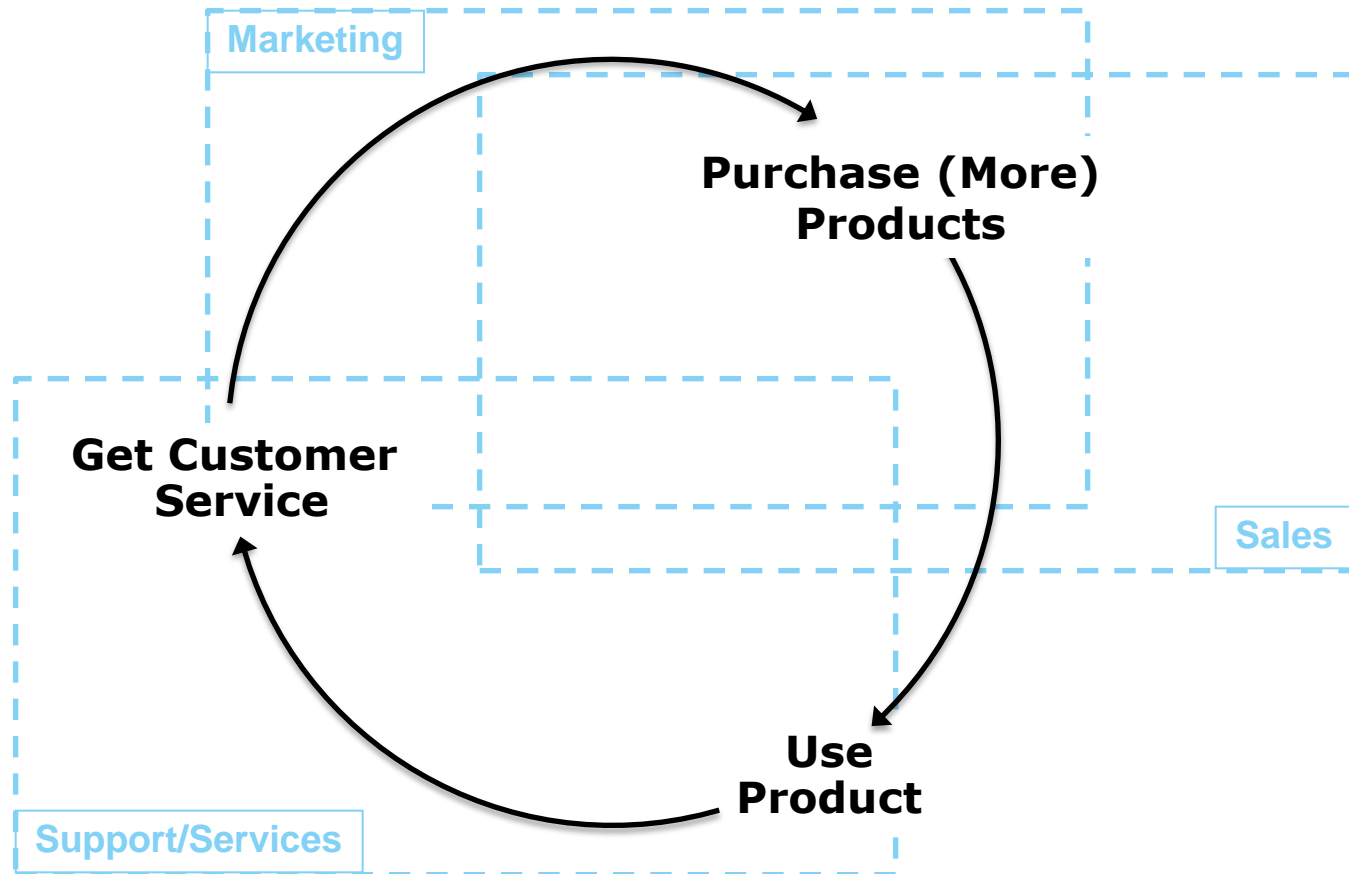 Marketing
Purchase (More)
Products
Get Customer
Service
Sales
Use
Product
Support/Services